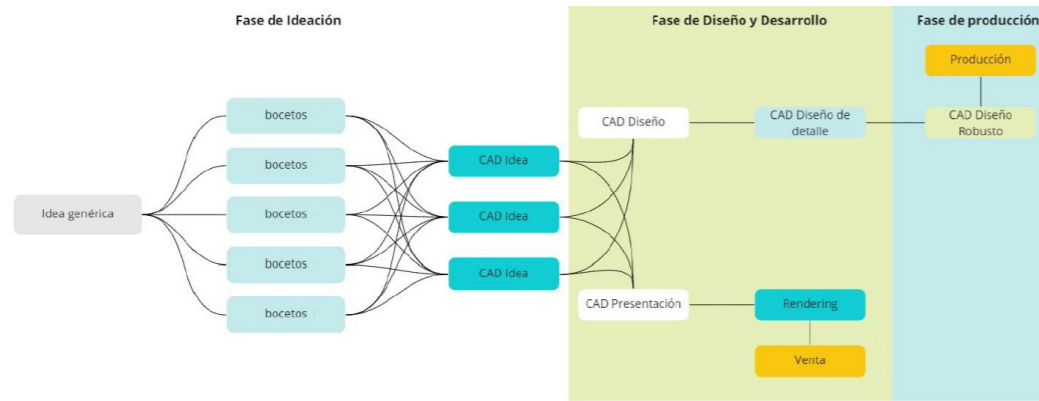 Fase de Ideación
Fase de Diseño y Desarrollo
Fase de producción
Producción
bocetos
CAD Diseño
CAD Diseño de
detalle
CAD Diseño
Robusto
bocetos
CAD Idea
Idea genérica
bocetos
CAD Idea
bocetos
CAD Idea
bocetos
CAD Presentación
Rendering
Venta